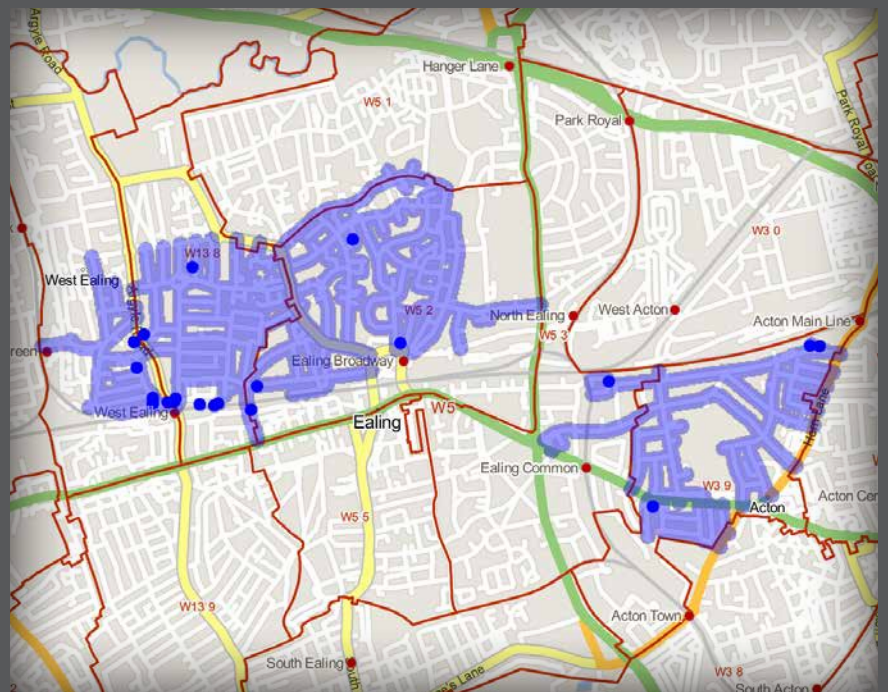 Argyle Road
Hanger Lane
W5 1
Park Royal
Park Royal
W3 0
W13 8
West Ealing
W5 2
North Ealing
West Acton
Acton Main Line
W5 3
Ealing Broadway
West Ealing
W5
Ealing
Horn Lane
Ealing Common
W3 9
Acton
W5 5
W13 9
Acton Town
South Ealing
W3 8
South Acton